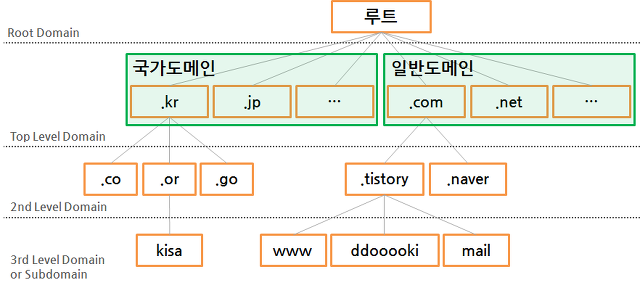 루트
Root Domain
국가도메인
일반도메인
.kr
.jp
...
.com
.net
...
Top Level Domain
.co
.or
.go
.tistory
.naver
2nd Level Domain
kisa
www
ddooooki
mail
3rd Level Domain
or Subdomain